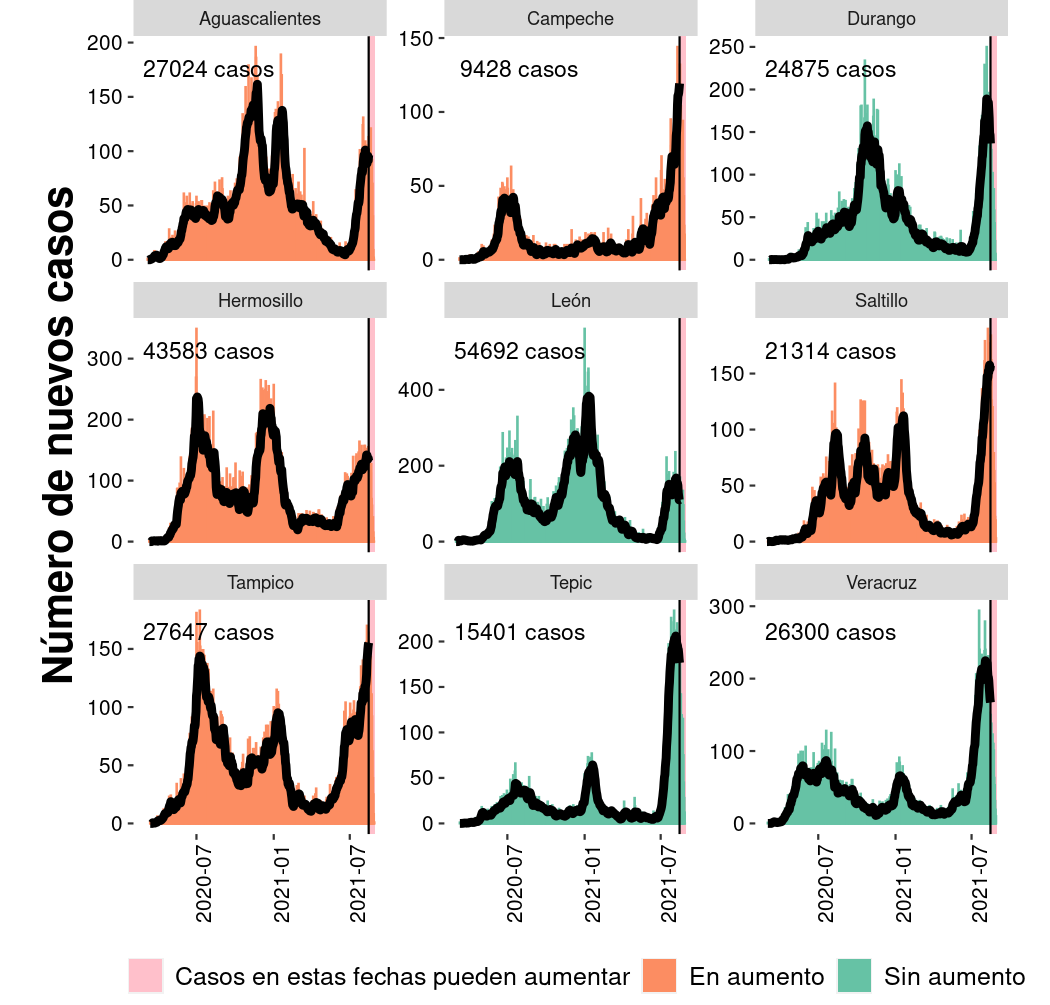 Aguascalientes
Campeche
Durango
200
150
100
50
0
27024 casos
150
100
50
0
9428 casos
250
200
150
100
50
0
24875 casos
Hermosillo
León
Saltillo
300
200
100
0
43583 casos
400
200
0
54692 casos
150
100
50
0
21314 casos
Tampico
Tepic
Veracruz
150
100
50
0
27647 casos
200
150
100
50
0
15401 casos
300
200
100
0
26300 casos
2020-07
2021-01
2021-07
2020-07
2021-01
2021-07
2020-07
2021-01
2021-07
Número de nuevos casos
Casos en estas fechas pueden aumentar
En aumento
Sin aumento